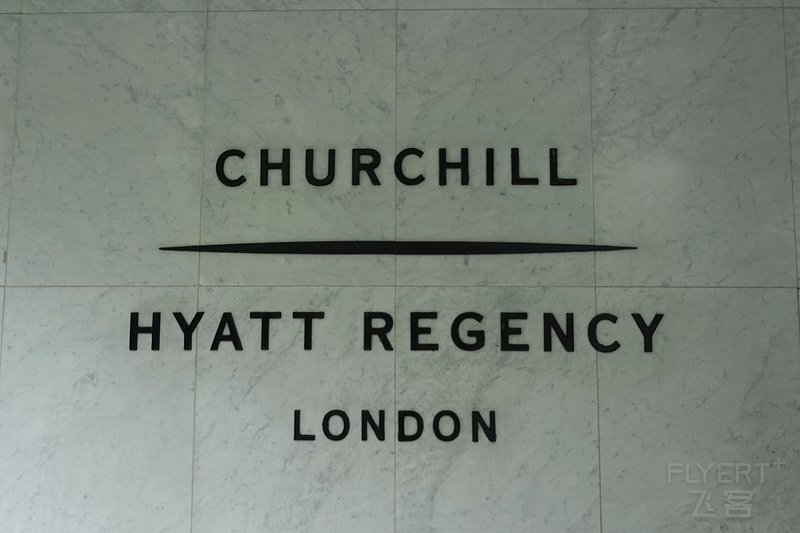 CHURCHILL
HYATT REGENCY
LONDON
FLYERT+
飞客